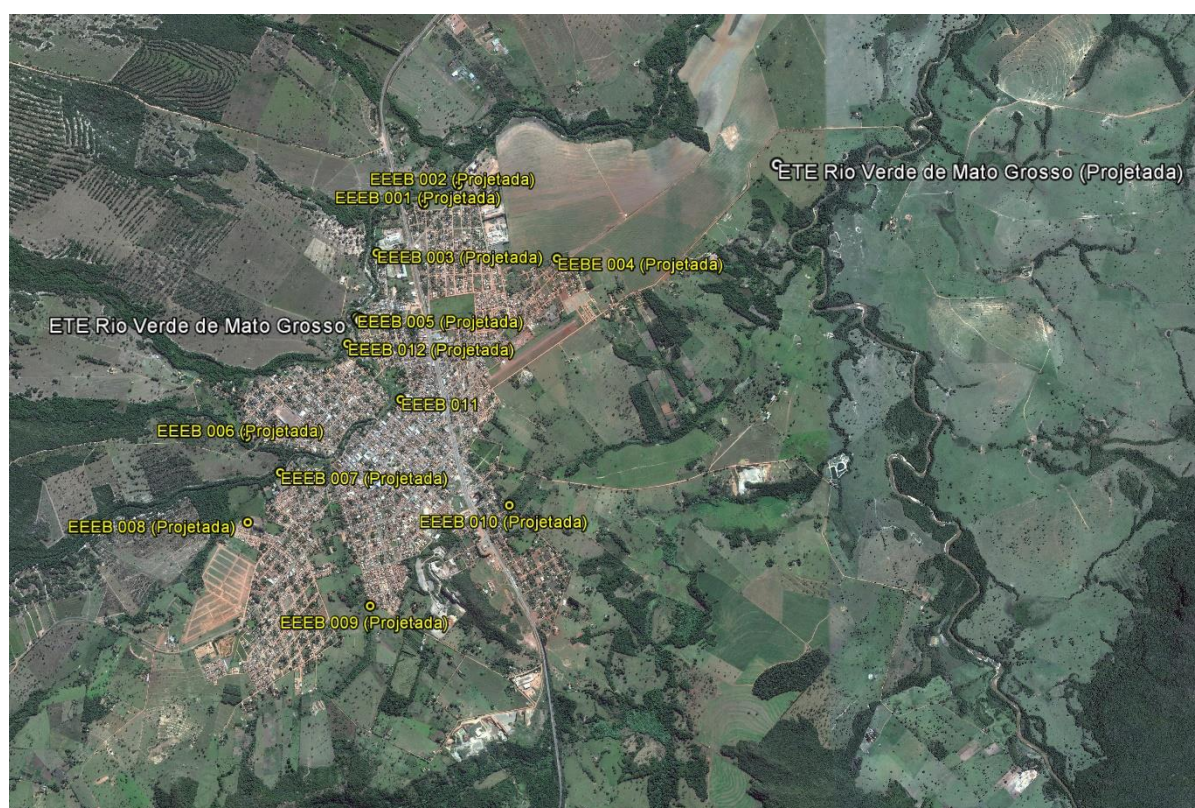 ETE Rio Verde de Mato Grosso (Projetada)
EEEB 002 (Projetada)
EEEB 001 (Projetada)
EEEB 003 (Projetada)
EEBE 004 (Projetada)
EEEB 005 (Projetada)
ETE Rio Verde de Mato Grosso
EEEB 012 (Projetada)
EEEB 011
EEEB 006 (Projetada)
EEEB 007 (Projetada)
EEEB 010 (Projetada)
EEEB 008 (Projetada)
EEEB 009 (Projetada)